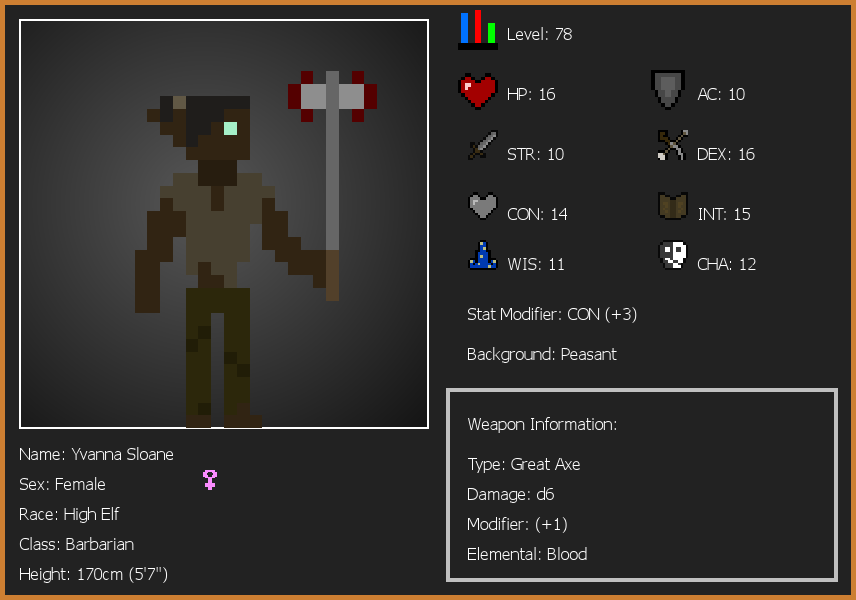 Level: 78
HP: 16
AC: 10
STR: 10
DEX: 16
CON: 14
INT: 15
WIS: 11
CHA: 12
Stat Modifier: CON (+3)
Background: Peasant
Name: Yvanna Sloane
Sex: Female
Race: High Elf
Class: Barbarian
Height: 170cm (5'7")
Weapon Information:
Type: Great Axe
Damage: d6
Modifier: (+1)
Elemental: Blood